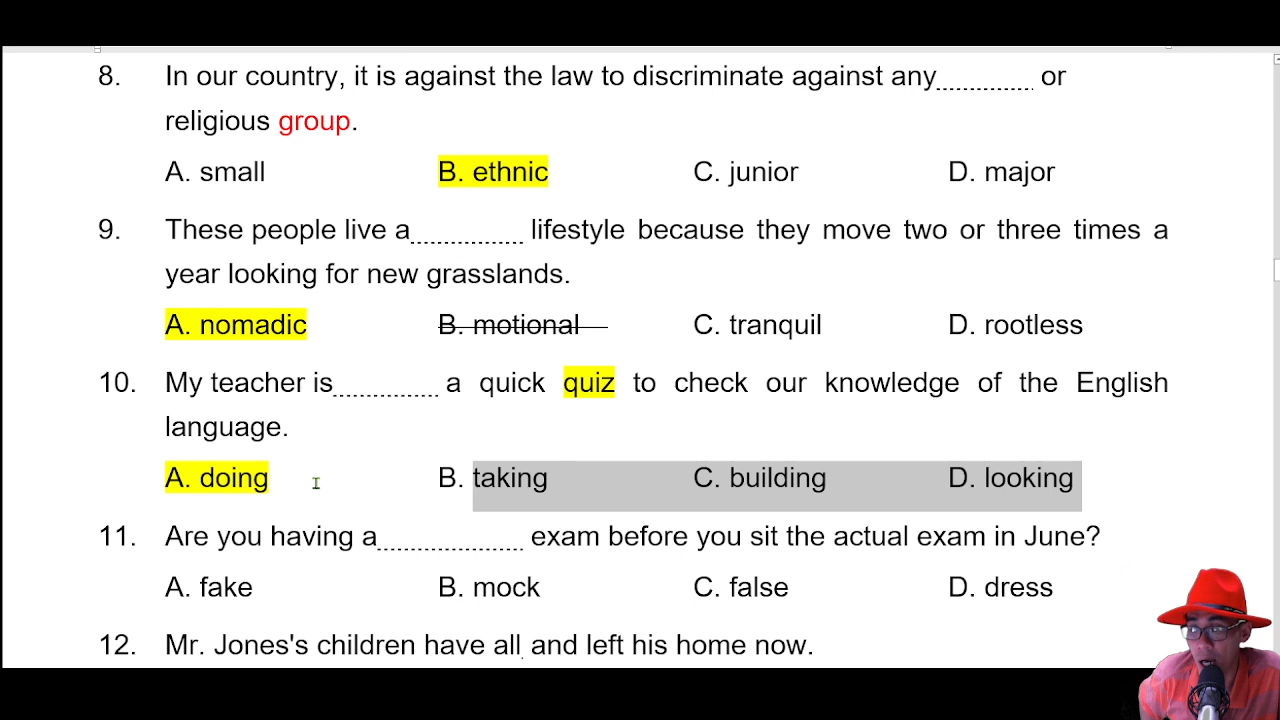 8. In our country, it is against the law to discriminate against any............. or
religious group.
A. small B. ethnic C. junior D. major
9. These people live a............... lifestyle because they move two or three times a
year looking for new grasslands.
A. nomadic B. motional C. tranquil D. rootless
10. My teacher is.............. a quick quiz to check our knowledge of the English
language.
A. doing B. taking C. building D. looking
11. Are you having a................... exam before you sit the actual exam in June?
A. fake B. mock C. false D. dress
12. Mr. Jones's children have all and left his home now.